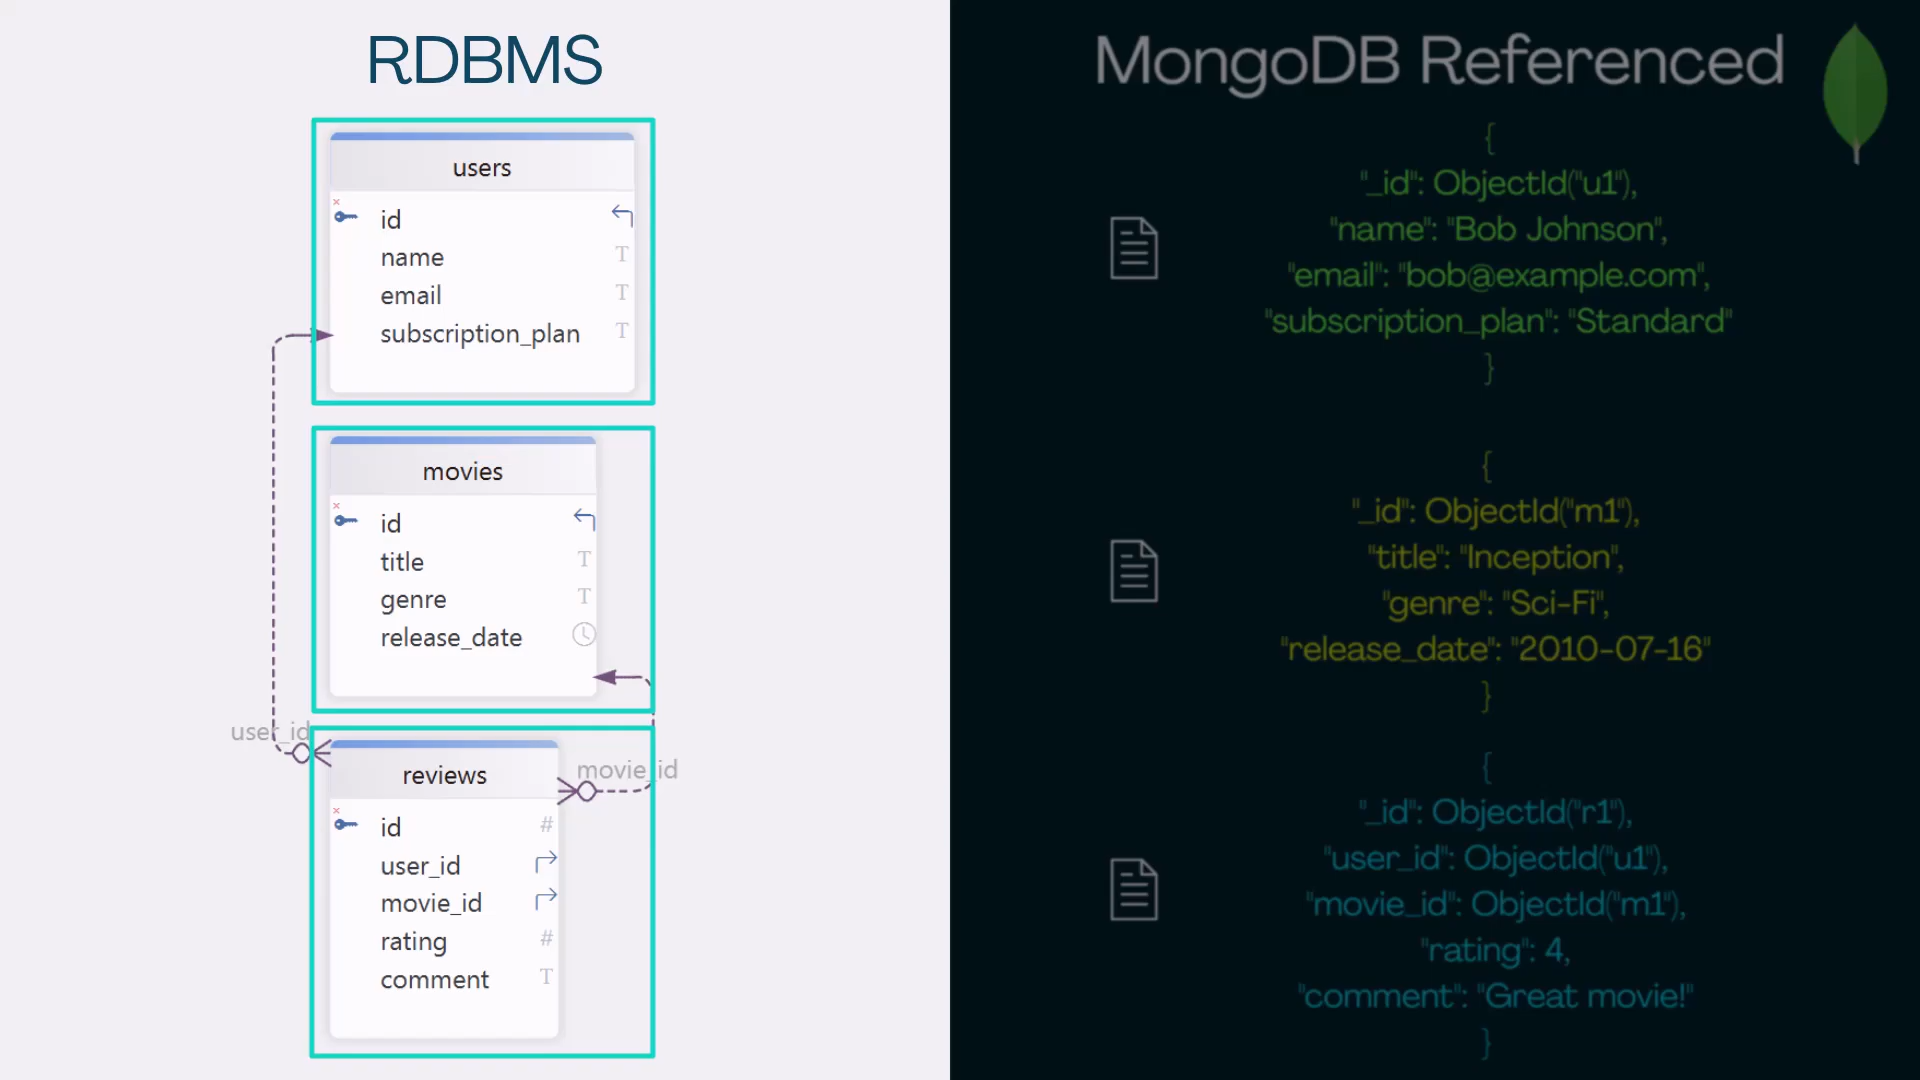 RDBMS
users
id
name
T
email
T
subscription_plan
T
movies
id
title
T
genre
T
release_date
user_id
movie_id
reviews
id
#
user_id
movie_id
rating
#
comment
T
MongoDB Referenced
{
"_id": ObjectId("u1"),
"name": "Bob Johnson",
"email": "bob@example.com",
"subscription_plan": "Standard"
}
{
"_id": ObjectId("m1"),
"title": "Inception",
"genre": "Sci-Fi",
"release_date": "2010-07-16"
}
{
"_id": ObjectId("r1"),
"user_id": ObjectId("u1"),
"movie_id": ObjectId("m1"),
"rating": 4,
"comment": "Great movie!"
}